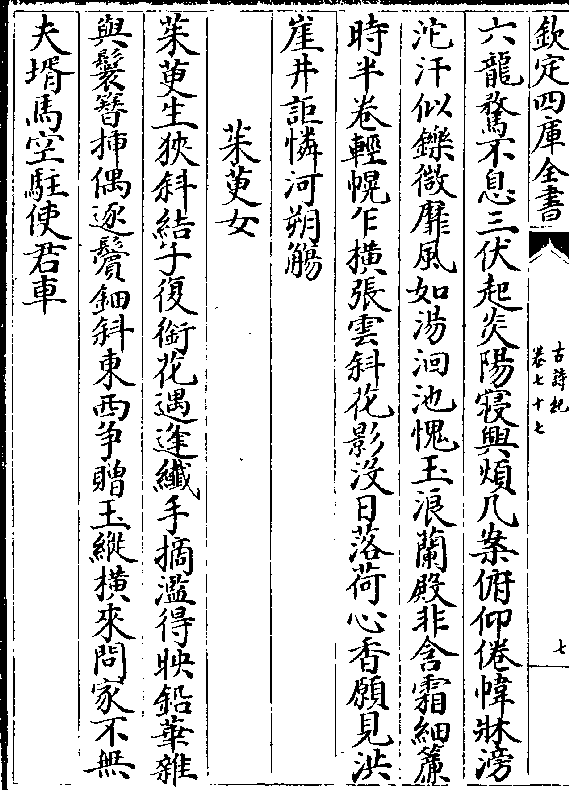 欽定四庫全書
古詩紀
卷七十七
七
六龍騖不息三伏起炎陽寢興煩几案俯仰倦幃牀滂
沱汗似鑠微靡風如湯洄池愧玉浪蘭殿非含霜細簾
時半卷輕幌乍橫張雲斜花影沒日落荷心香願見洪
崖井詎憐河朔觴
茱萸女
茱萸生狹斜結子復銜花遇逢纖手摘濫得映鉛華雜
與鬟簪揷偶逐鬢鈿斜東西爭贈玉縱橫來問家不無
夫壻馬空駐使君車